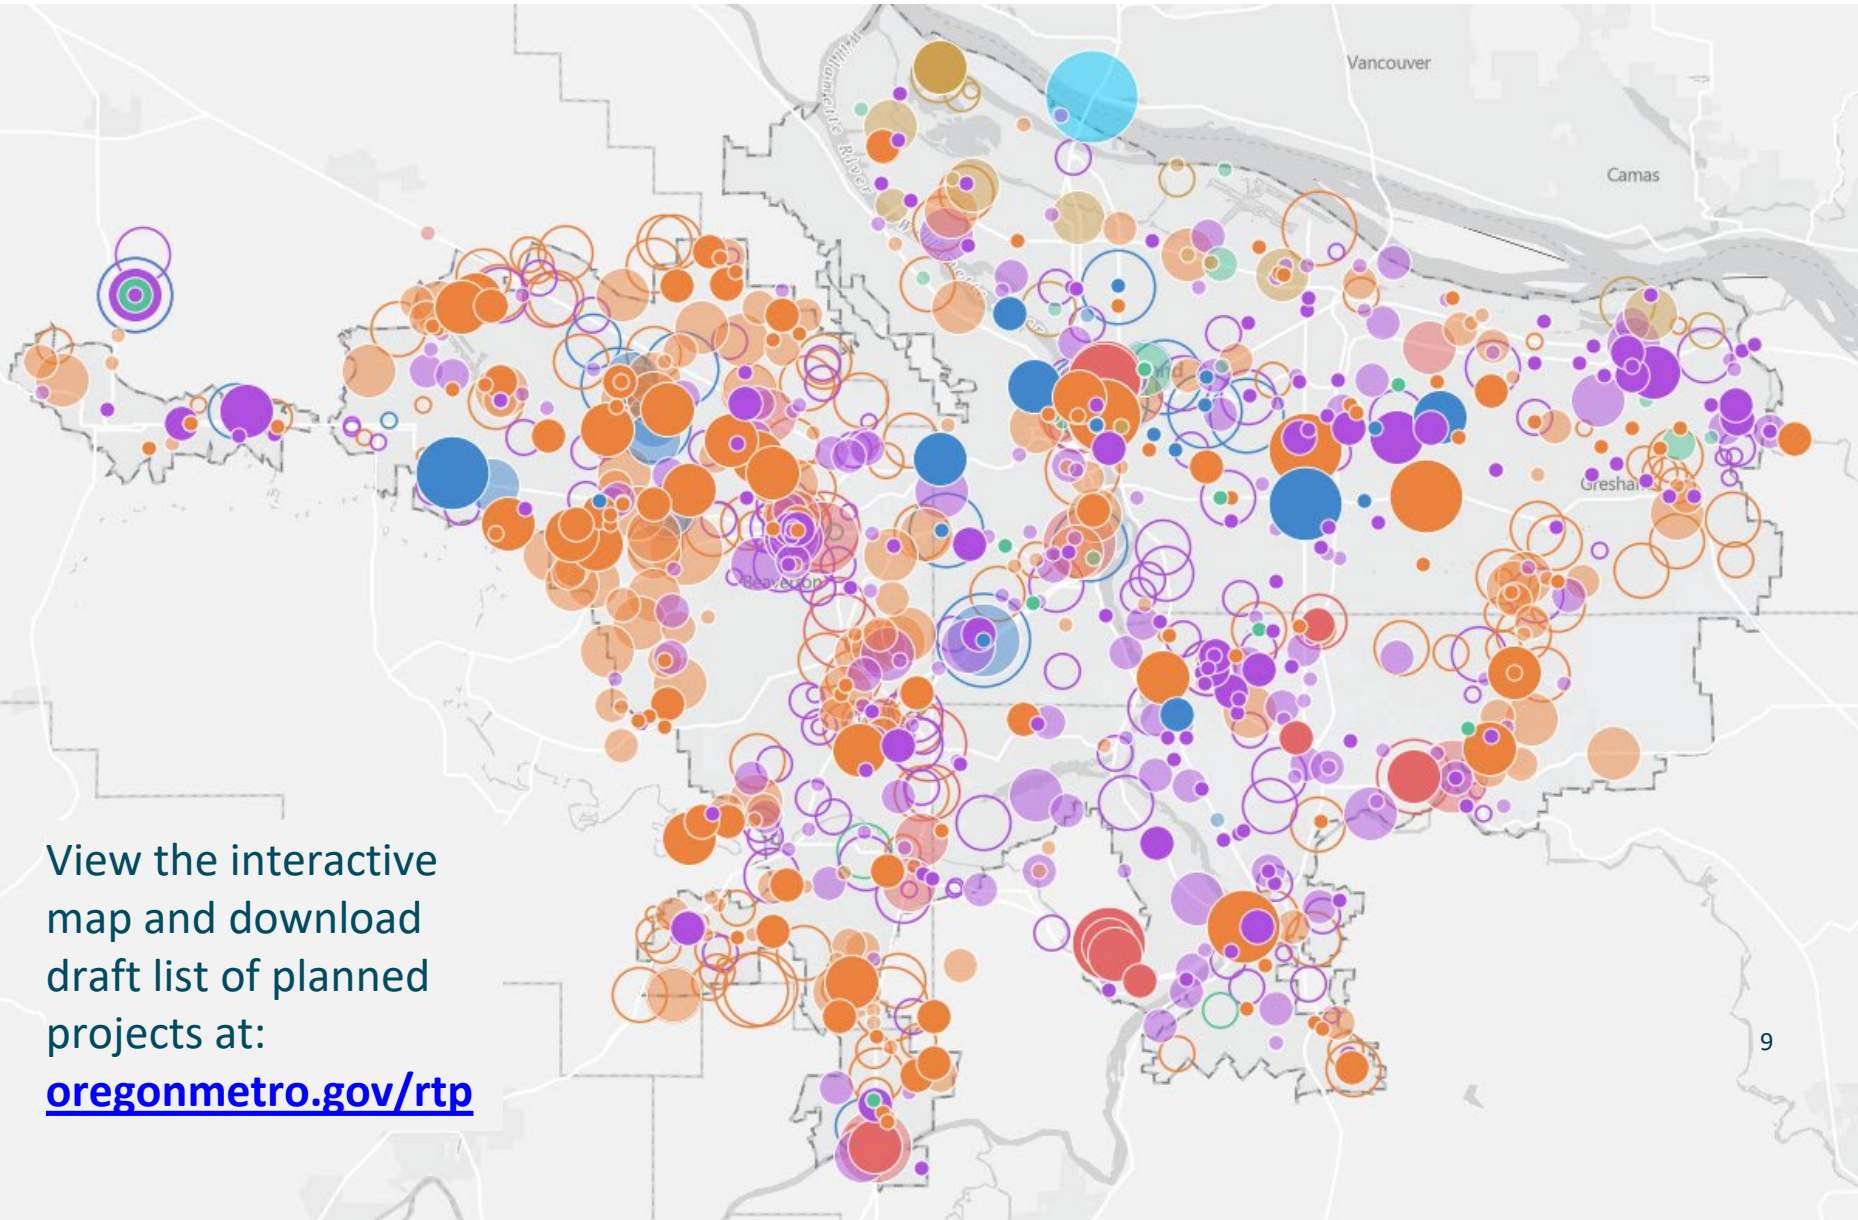 Vancouver
Camas
Willamette River
Gresham
Beaverton
View the interactive
map and download
draft list of planned
projects at:
oregonmetro.gov/rtp
9